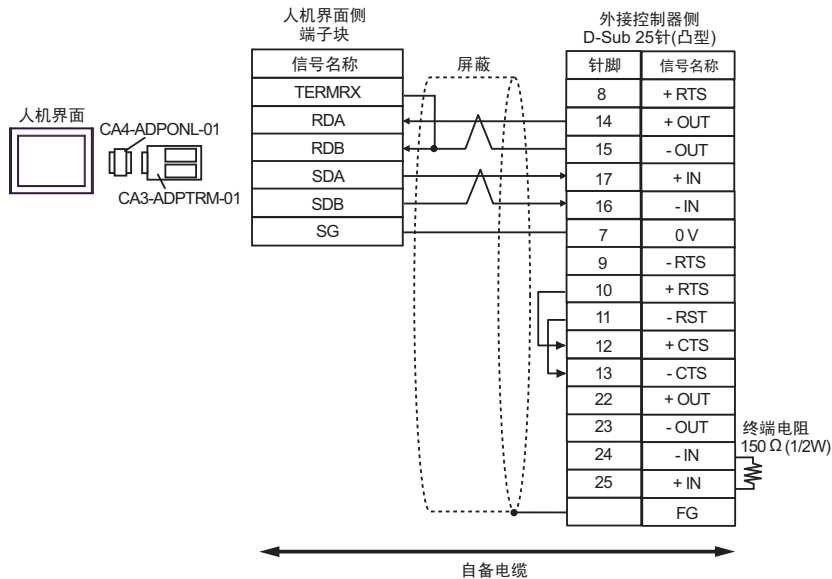 人机界面侧
端子块
外接控制器侧
D-Sub 25针(凸型)
人机界面
CA4-ADPONL-01
CA3-ADPTRM-01
屏蔽
信号名称
TERMRX
RDA
RDB
SDA
SDB
SG
针脚 信号名称
8 + RTS
14 + OUT
15 - OUT
17 + IN
16 - IN
7 0 V
9 - RTS
10 + RTS
11 - RST
12 + CTS
13 - CTS
22 + OUT
23 - OUT
24 - IN
25 + IN
FG
终端电阻
150 Ω (1/2W)
自备电缆